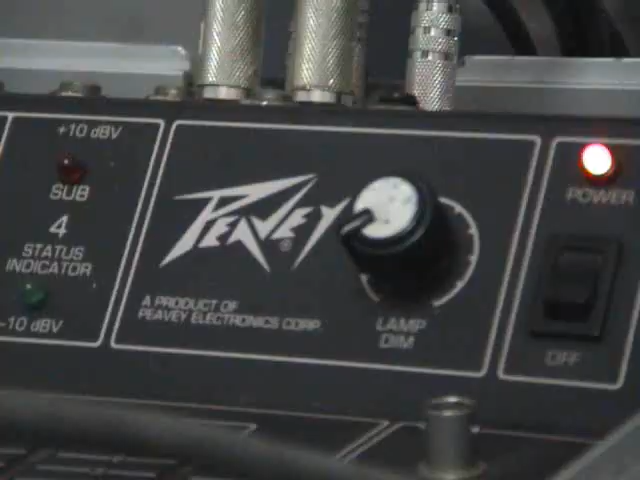 +10 dBV
SUB
4
STATUS
INDICATOR
-10 dBV
PEAVEY®
A PRODUCT OF
PEAVEY ELECTRONICS CORP.
LAMP
DIM
POWER
OFF